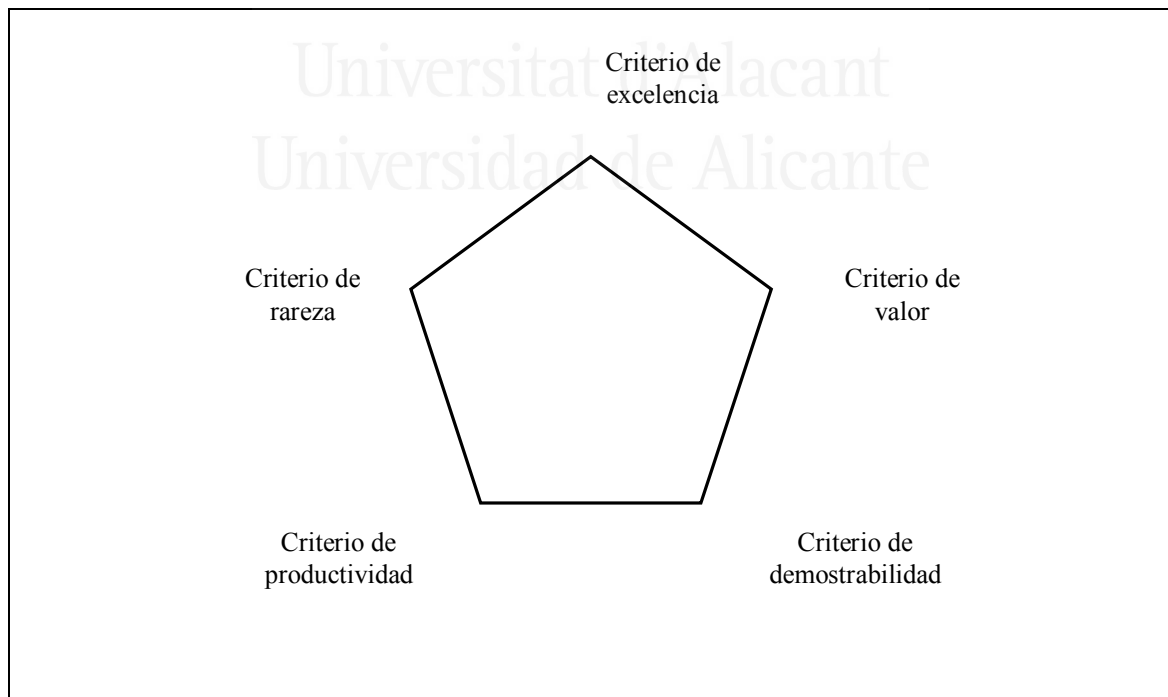 Universitat d'Alacant
Universidad de Alicante
Criterio de
excelencia
Criterio de
rareza
Criterio de
valor
Criterio de
productividad
Criterio de
demostrabilidad